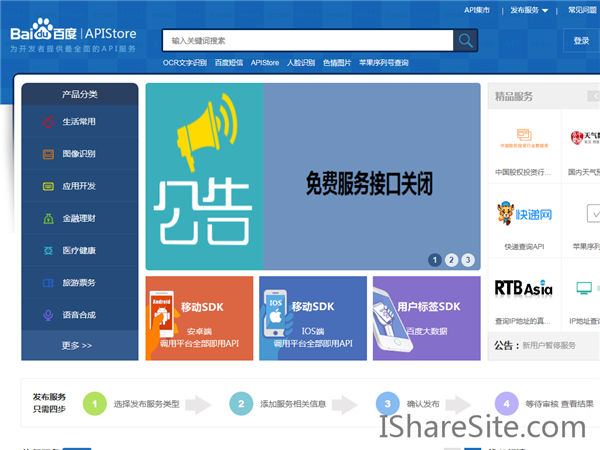 API集市 发布服务 常见问题
Bai du 百度 APIStore
为开发者提供最全面的API服务
输入关键词搜索
登录
OCR文字识别 百度短信 APIStore 人脸识别 色情图片 苹果序列号查询
产品分类
生活常用
图像识别
应用开发
金融理财
医疗健康
旅游票务
语音合成
更多 >>
公告
免费服务接口关闭
1 2 3
精品服务
天气数
中国股权投资行...
国内天气预
快递网
快递查询API
苹果序列
RTBAsia
查询IP地址的真...
IP地址查
公告：新用户暂停服务
Android
移动SDK
安卓端
调用平台全部即用API
IOS
移动SDK
IOS端
调用平台全部即用API
用户标签SDK
百度大数据
发布服务
只需四步
1 选择发布服务类型
2 添加服务相关信息
3 确认发布
4 等待审核 查看结果
IShareSite.com